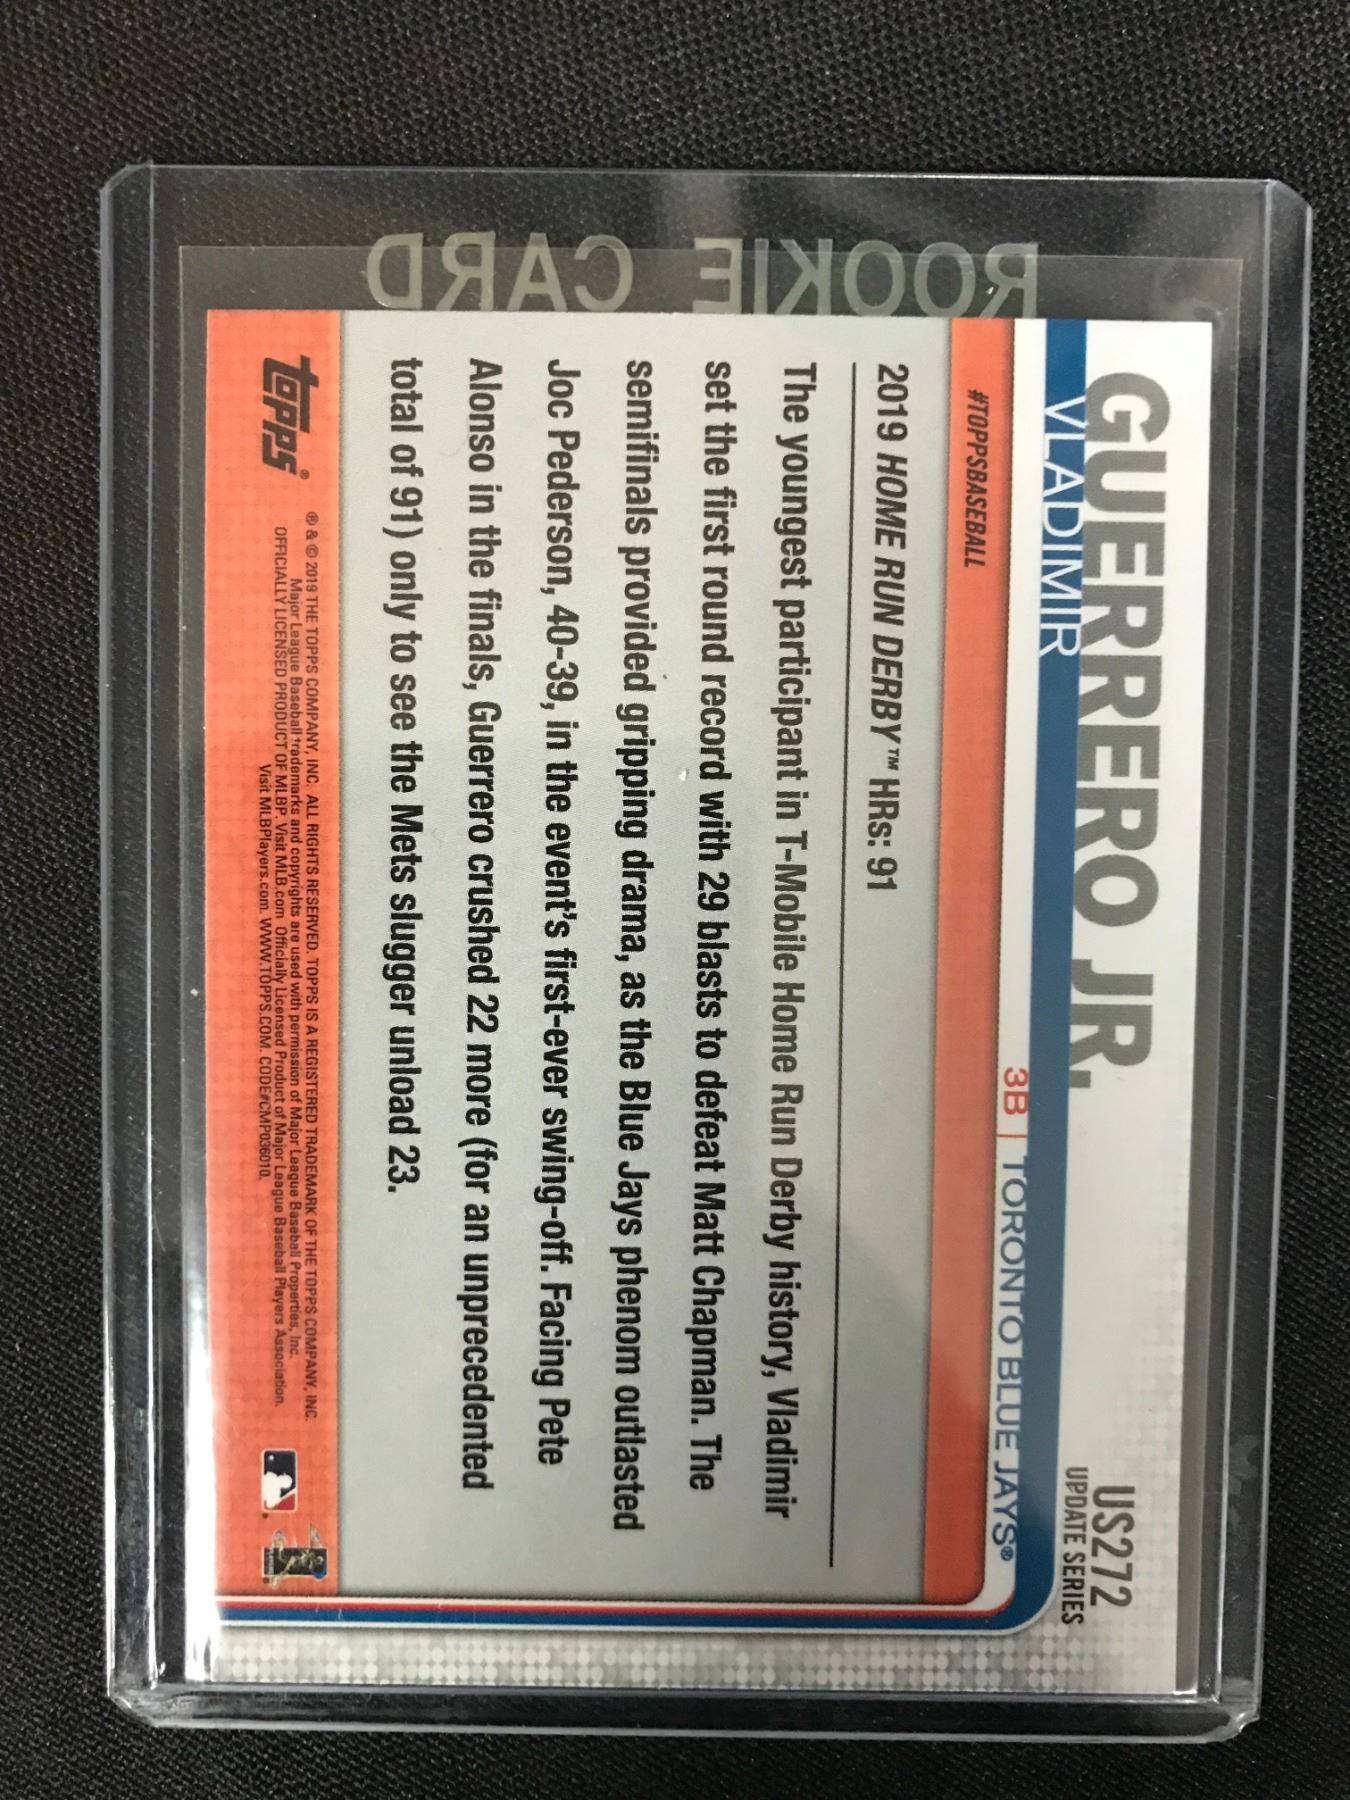 ROOKIE CARD
US272
UPDATE SERIES
GUERRERO JR.
VLADIMIR
3B | TORONTO BLUE JAYS®
#TOPPSBASEBALL
2019 HOME RUN DERBY™ HRs: 91
The youngest participant in T-Mobile Home Run Derby history, Vladimir
set the first round record with 29 blasts to defeat Matt Chapman. The
semifinals provided gripping drama, as the Blue Jays phenom outlasted
Joc Pederson, 40-39, in the event's first-ever swing-off. Facing Pete
Alonso in the finals, Guerrero crushed 22 more (for an unprecedented
total of 91) only to see the Mets slugger unload 23.
topps®
® & © 2019 THE TOPPS COMPANY, INC. ALL RIGHTS RESERVED. TOPPS IS A REGISTERED TRADEMARK OF THE TOPPS COMPANY, INC.
Major League Baseball trademarks and copyrights are used with permission of Major League Baseball Properties, Inc.
OFFICIALLY LICENSED PRODUCT OF MLBP. Visit MLB.com Officially Licensed Product of Major League Baseball Players Association.
Visit MLBPlayers.com. WWW.TOPPS.COM. CODE#CMP036010.